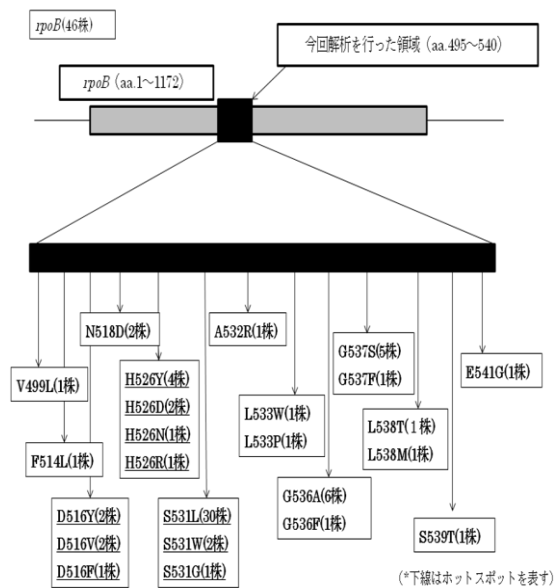 rpoB(46株)
今回解析を行った領域（aa.495～540）
rpoB（aa.1～1172）
N518D(2株)
A532R(1株)
G537S(5株)
G537F(1株)
E541G(1株)
V499L(1株)
H526Y(4株)
H526D(2株)
H526N(1株)
H526R(1株)
L533W(1株)
L533P(1株)
L538T(１株)
L538M(1株)
F514L(1株)
G536A(6株)
G536F(1株)
D516Y(2株)
D516V(2株)
D516F(1株)
S531L(30株)
S531W(2株)
S531G(1株)
S539T(1株)
(*下線はホットスポットを表す)